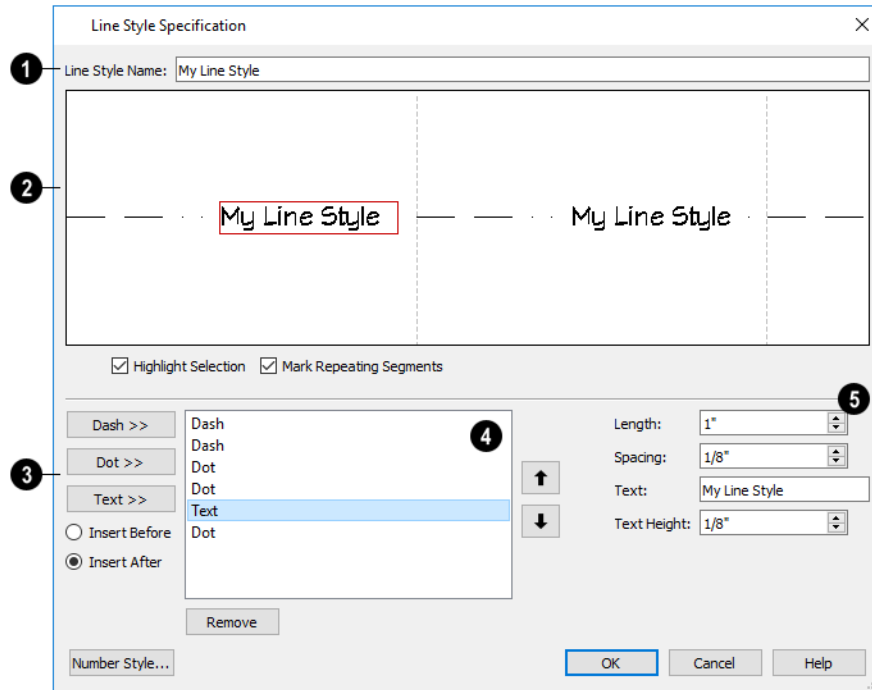 Line Style Specification
1 Line Style Name: My Line Style
2
My Line Style My Line Style
Highlight Selection Mark Repeating Segments
3
Dash >>
Dot >>
Text >>
Insert Before
Insert After
4
Dash
Dash
Dot
Dot
Text
Dot
Remove
5
Length: 1"
Spacing: 1/8"
Text: My Line Style
Text Height: 1/8"
Number Style... OK Cancel Help